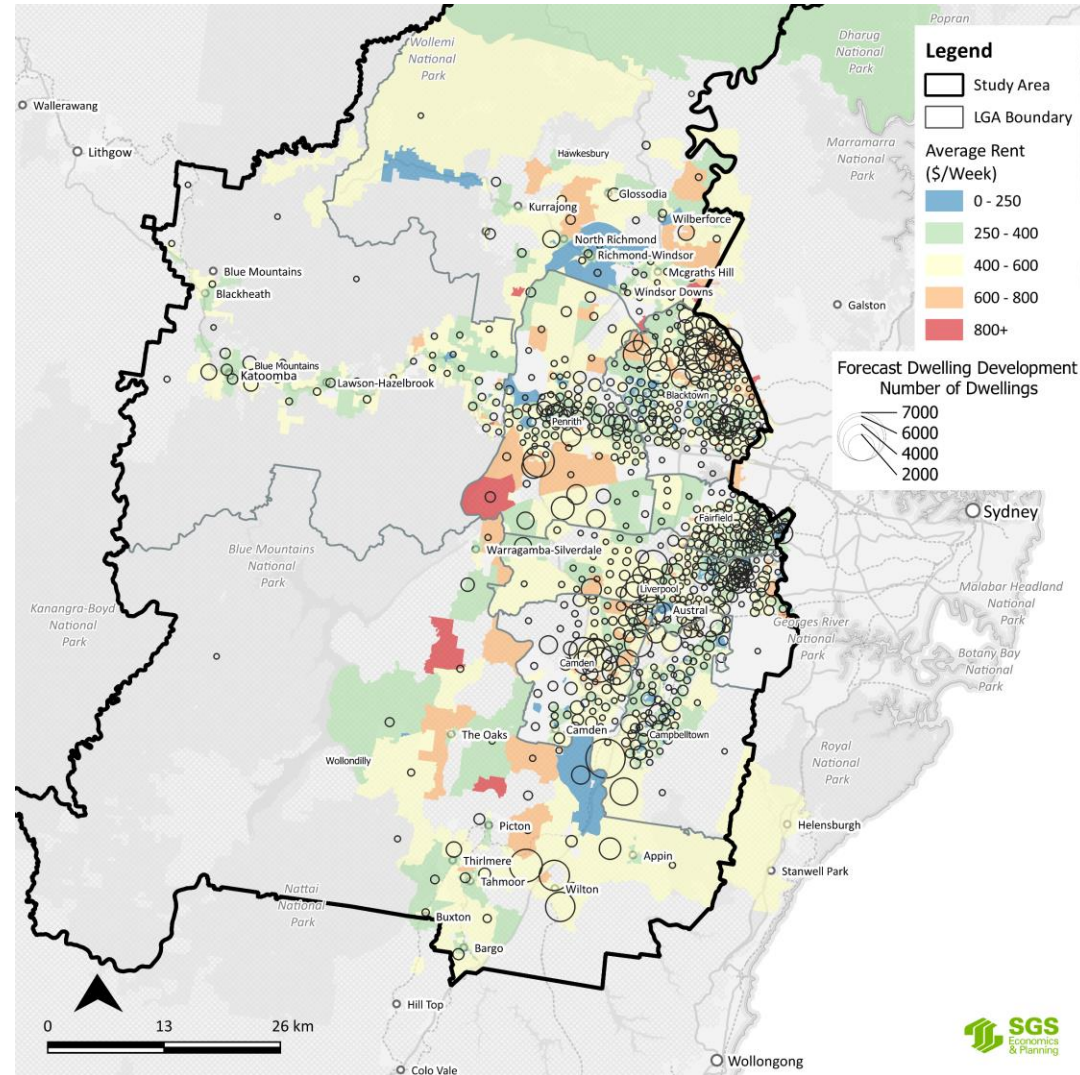 Popran
Wollemi
National
Park
Dharug
National
Park
Legend
Study Area
LGA Boundary
Average Rent
($/Week)
0 - 250
250 - 400
400 - 600
600 - 800
800+
Forecast Dwelling Development
Number of Dwellings
7000
6000
4000
2000
Wallerawang
Lithgow
Marramarra
National
Park
Hawkesbury
Kurrajong
Glossodia
Wilberforce
North Richmond
Richmond-Windsor
Mcgraths Hill
Windsor Downs
Blue Mountains
Blackheath
Galston
Blue Mountains
Katoomba
Lawson-Hazelbrook
Blacktown
Penrith
Fairfield
Sydney
Blue Mountains
National
Park
Warragamba-Silverdale
Liverpool
Austral
Malabar Headland
National
Park
Kanangra-Boyd
National
Park
Georges River
National
Park
Botany Bay
National
Park
Camden
Camden
Campbelltown
The Oaks
Wollondilly
Royal
National
Park
Picton
Helensburgh
Thirlmere
Appin
Stanwell Park
Tahmoor
Wilton
Nattai
National
Park
Buxton
Bargo
Hill Top
0 13 26 km
Colo Vale
Wollongong
SGS
Economics
& Planning